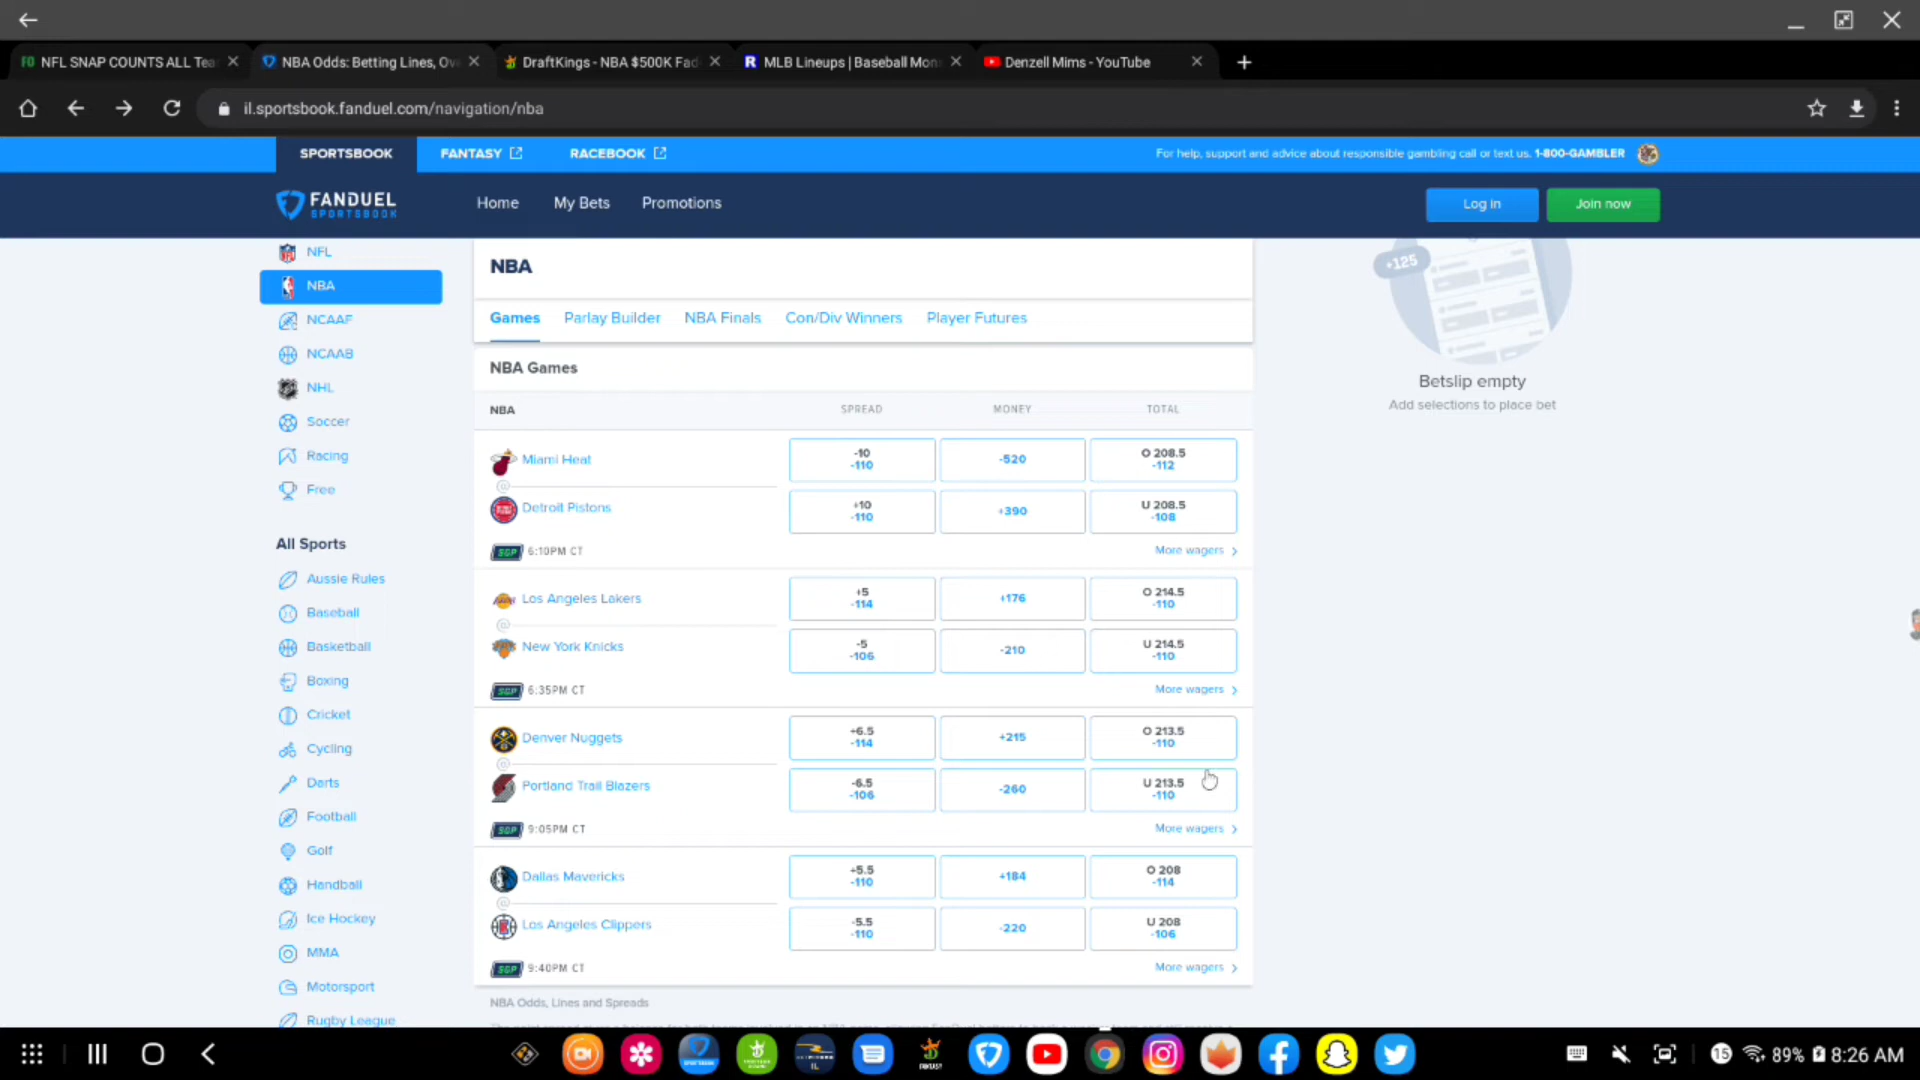 NFL SNAP COUNTS ALL Tea
NBA Odds: Betting Lines, Ov
DraftKings - NBA $500K Fad
R MLB Lineups | Baseball Mon
Denzell Mims - YouTube
il.sportsbook.fanduel.com/navigation/nba
SPORTSBOOK
FANTASY
RACEBOOK
For help, support and advice about responsible gambling call or text us. 1-800-GAMBLER
FANDUEL
SPORTSBOOK
Home
My Bets
Promotions
Log in
Join now
NFL
NBA
NCAAF
NCAAB
NHL
Soccer
Racing
Free
All Sports
Aussie Rules
Baseball
Basketball
Boxing
Cricket
Cycling
Darts
Football
Golf
Handball
Ice Hockey
MMA
Motorsport
Rugby League
NBA
Games
Parlay Builder
NBA Finals
Con/Div Winners
Player Futures
NBA Games
NBA
SPREAD
MONEY
TOTAL
Miami Heat
-10
-110
-520
O 208.5
-112
@
Detroit Pistons
+10
-110
+390
U 208.5
-108
SGP 6:10PM CT
More wagers >
Los Angeles Lakers
+5
-114
+176
O 214.5
-110
@
New York Knicks
-5
-106
-210
U 214.5
-110
SGP 6:35PM CT
More wagers >
Denver Nuggets
+6.5
-114
+215
O 213.5
-110
@
Portland Trail Blazers
-6.5
-106
-260
U 213.5
-110
SGP 9:05PM CT
More wagers >
Dallas Mavericks
+5.5
-110
+184
O 208
-114
@
Los Angeles Clippers
-5.5
-110
-220
U 208
-106
SGP 9:40PM CT
More wagers >
NBA Odds, Lines and Spreads
+125
Betslip empty
Add selections to place bet
15
89%
8:26 AM